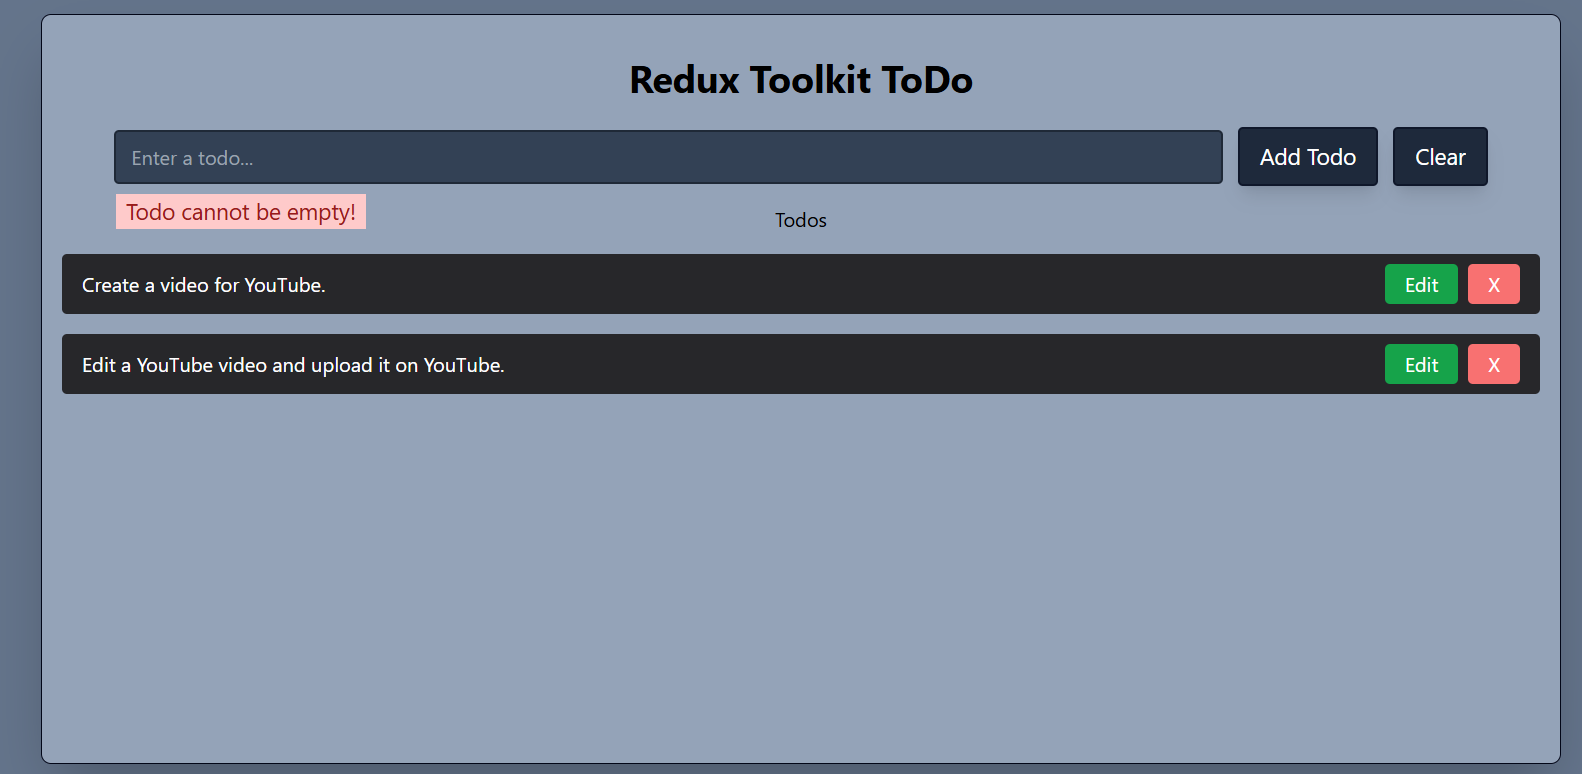 Redux Toolkit ToDo
Enter a todo...
Add Todo
Clear
Todo cannot be empty!
Todos
Create a video for YouTube.
Edit
X
Edit a YouTube video and upload it on YouTube.
Edit
X